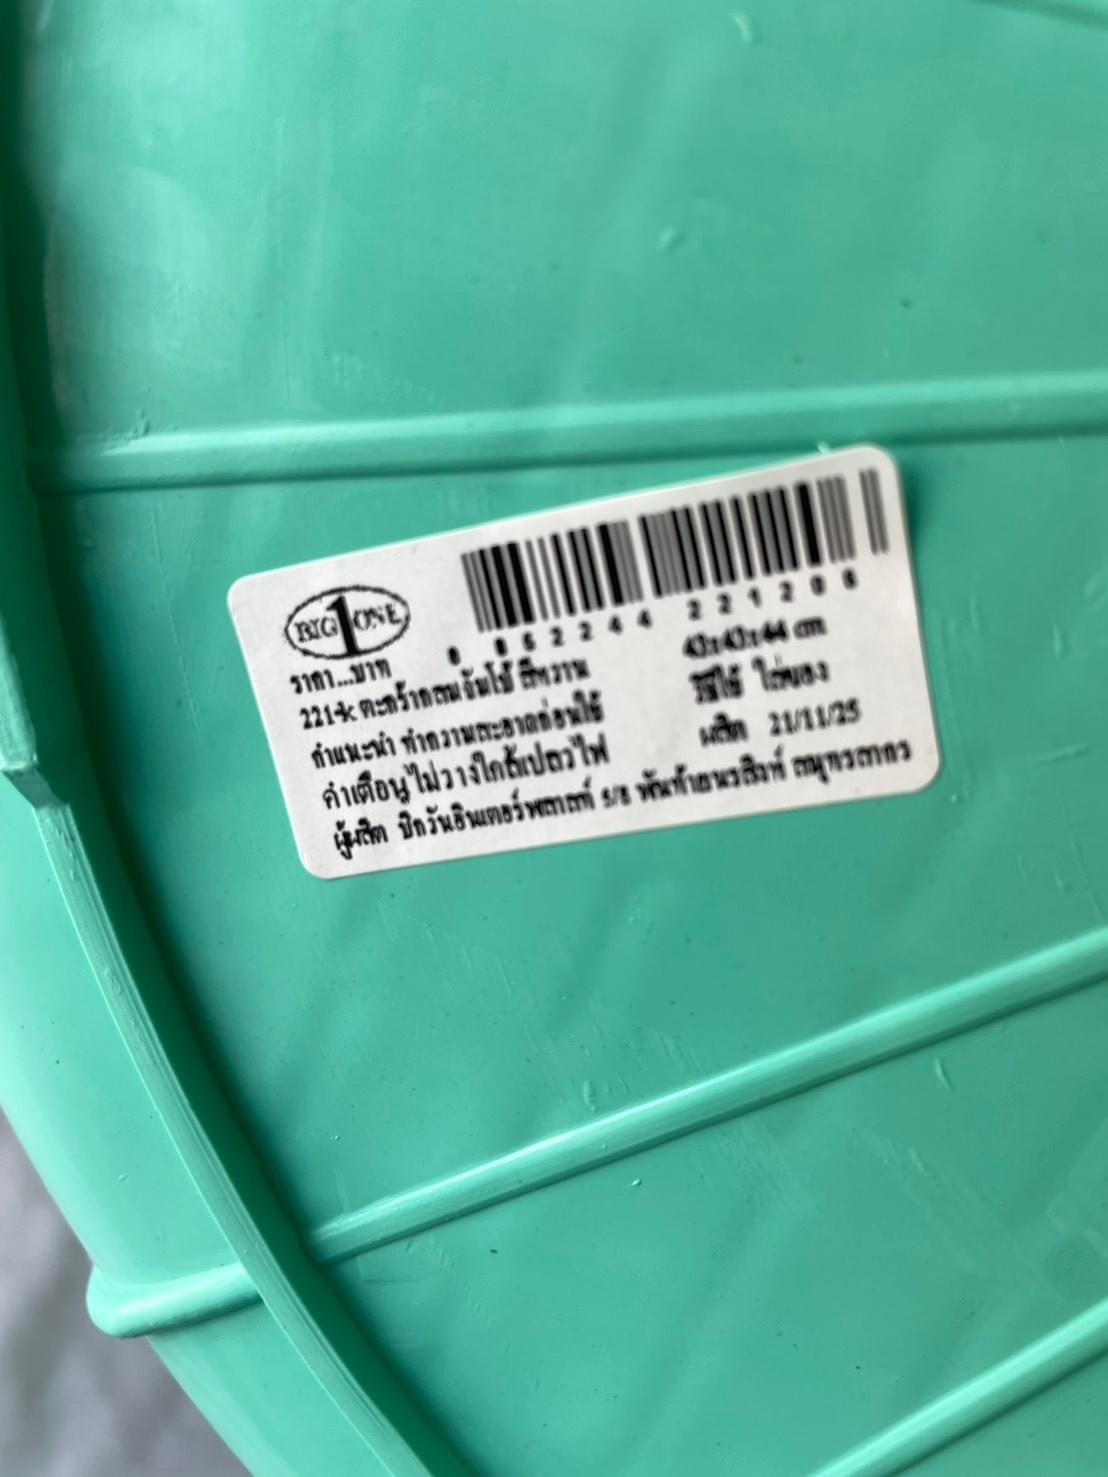 BIG 1 ONE
221206
ราคา...บาท
43x43x44 cm
221-k ตะกร้ากลมจัมโบ้ สีหวาน
วิธีใช้ ใส่ของ
คำแนะนำ ทำความสะอาดก่อนใช้
ผลิต 21/11/25
คำเตือน ไม่วางใกล้เปลวไฟ
ผู้ผลิต บิกวันอินเตอร์พลาสท์ 5/8 พันท้ายนรสิงห์ สมุทรสาคร